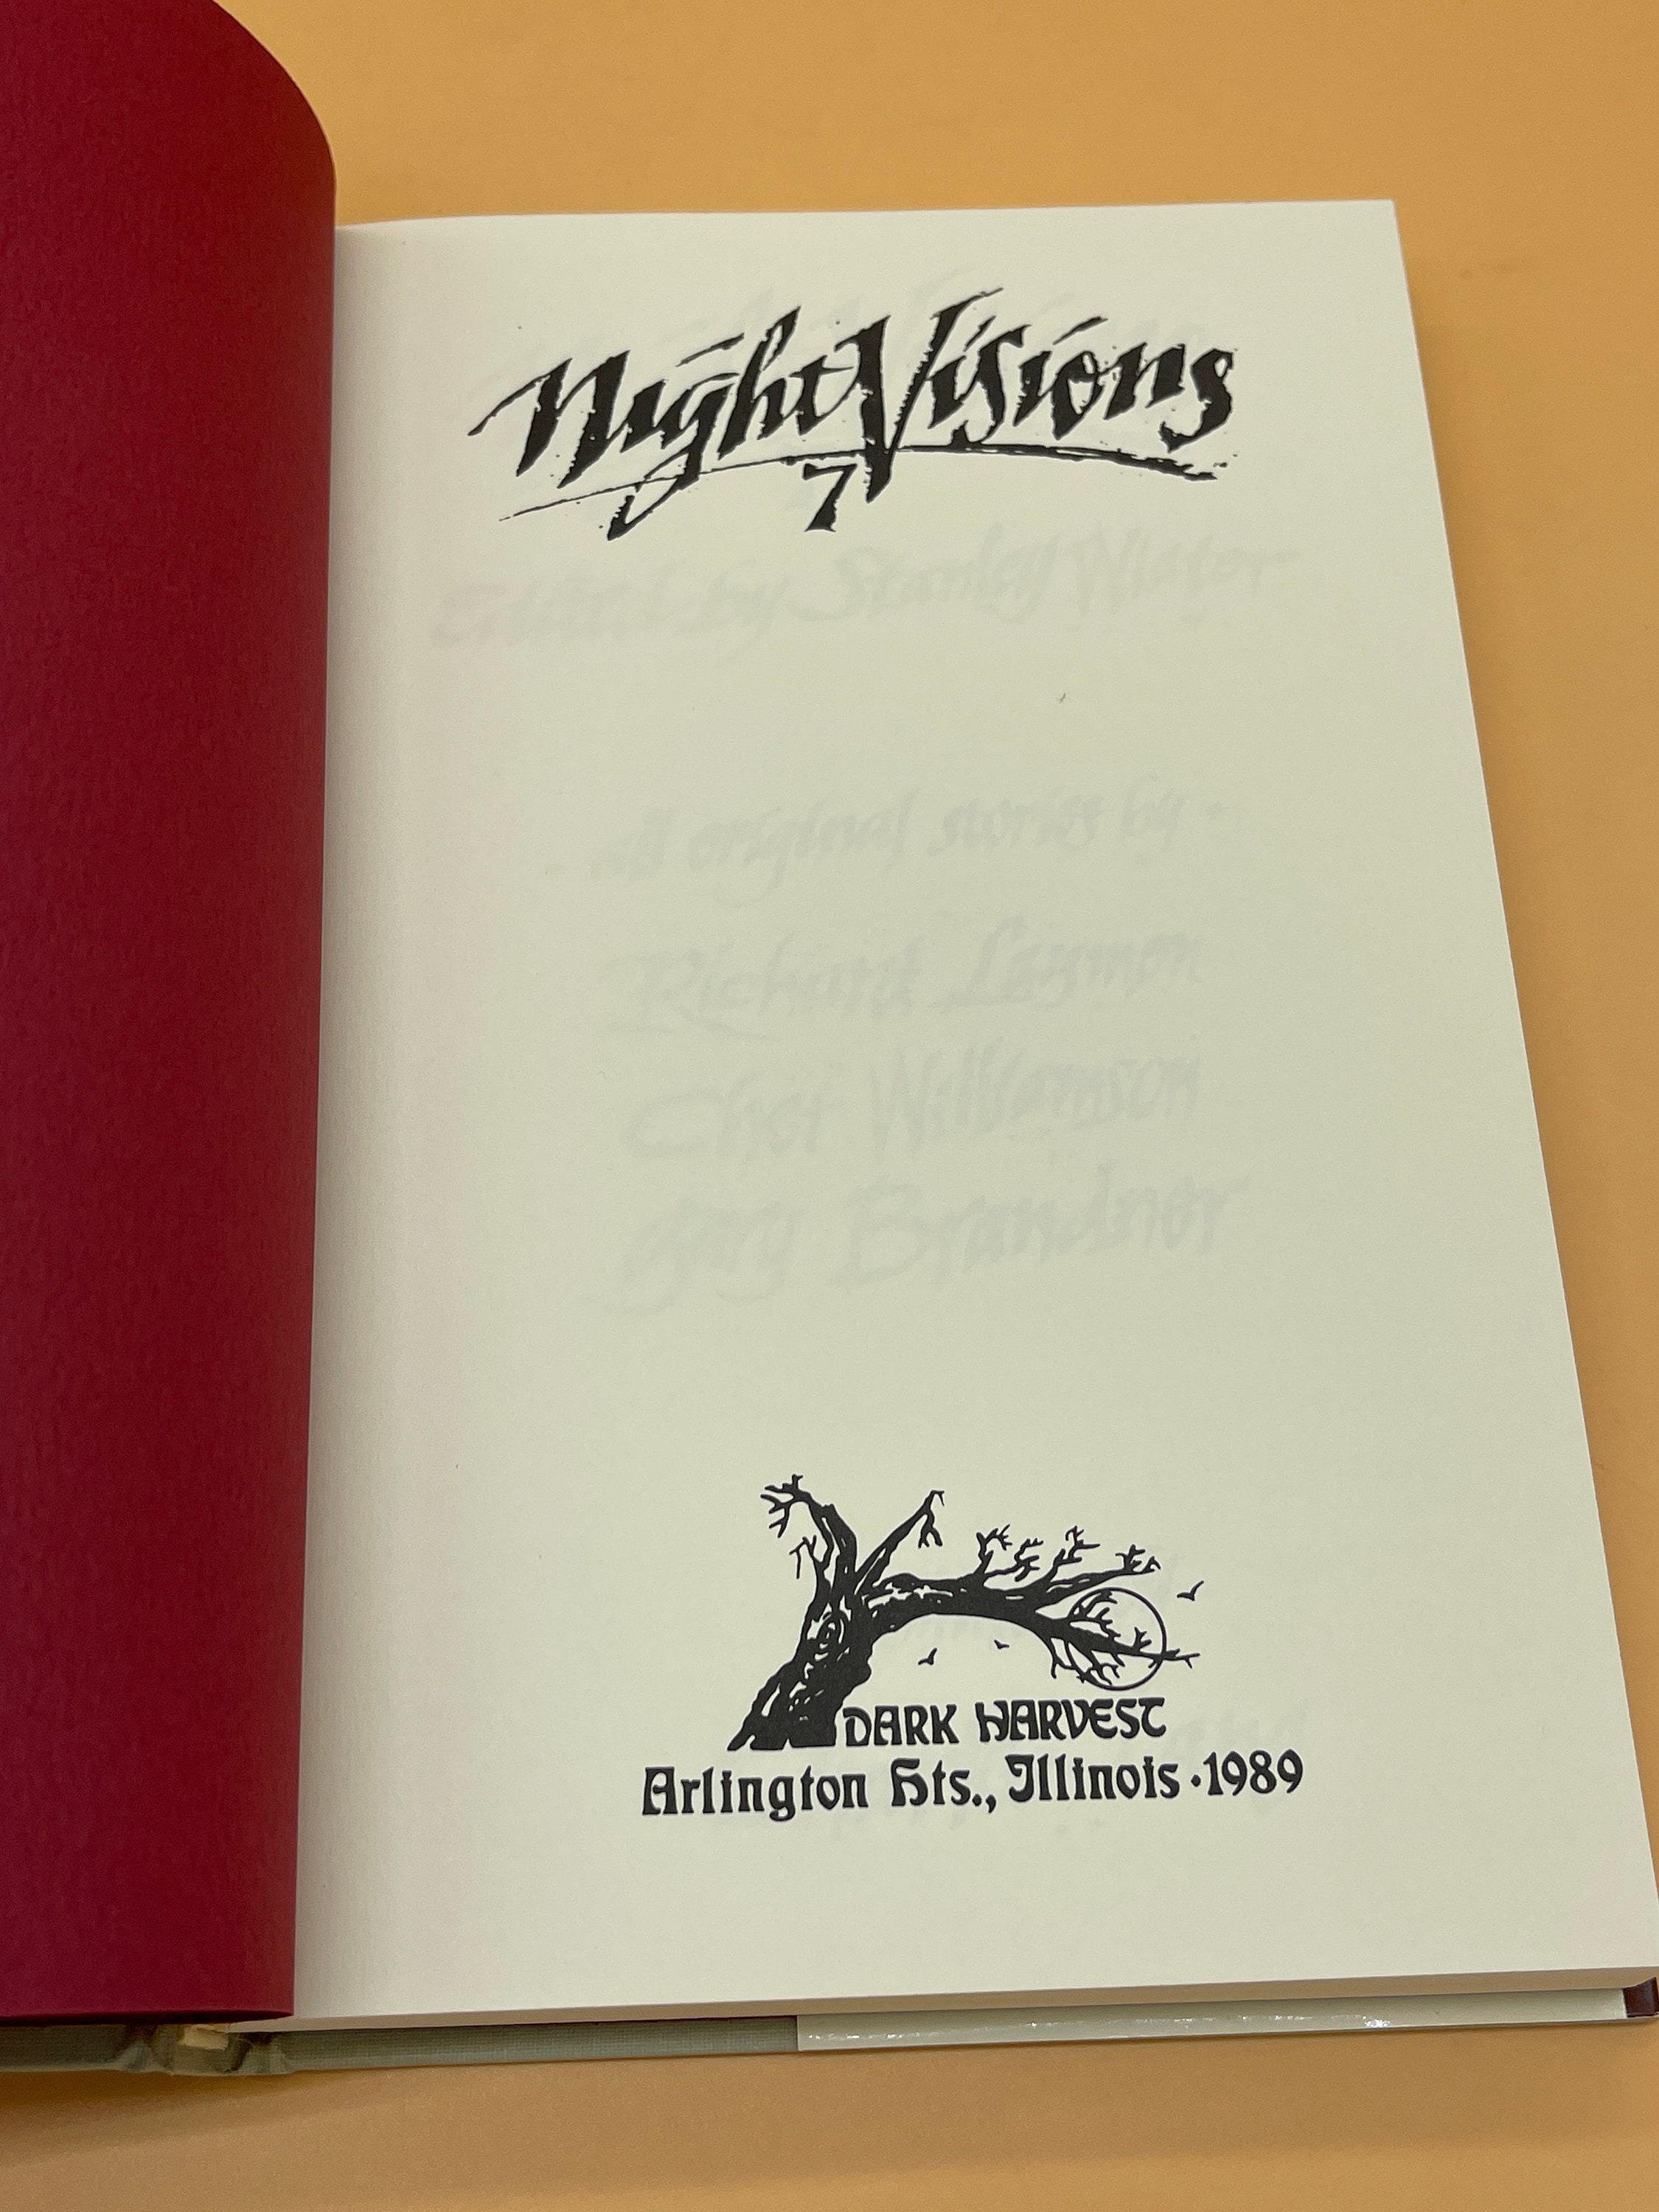 Night Visions
7
Edited by Stanley Wiater
. all original stories by .
Richard Laymon
Chet Williamson
Gary Brandner
DARK HARVEST
Arlington Hts., Illinois · 1989